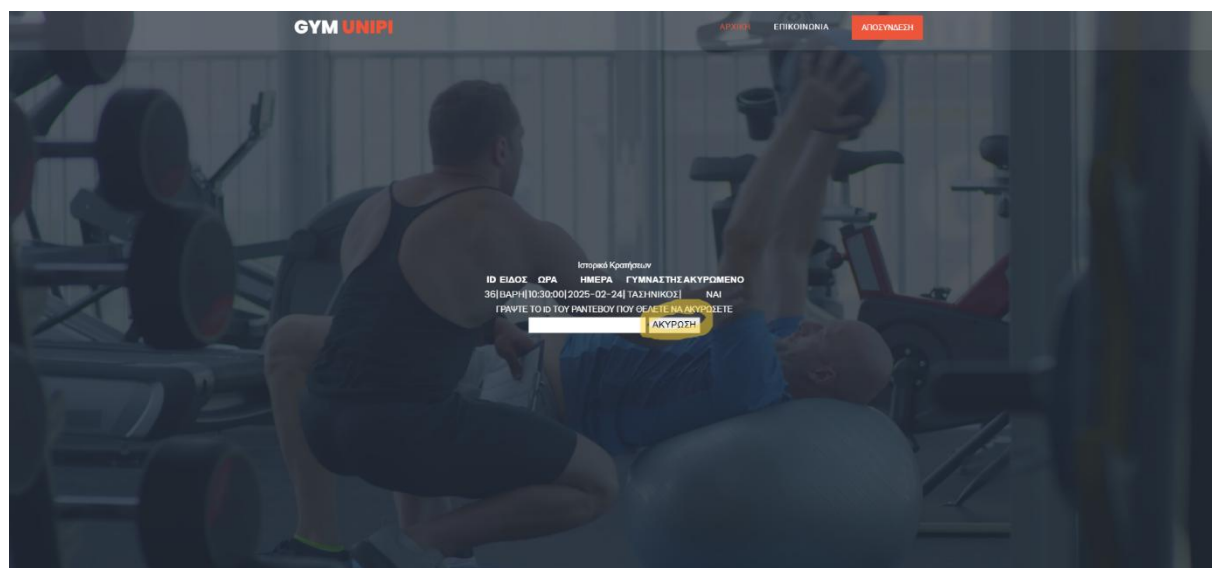 GYM UNIPI
ΑΡΧΙΚΗ ΕΠΙΚΟΙΝΩΝΙΑ ΑΠΟΣΥΝΔΕΣΗ
Ιστορικό Κρατήσεων
ID ΕΙΔΟΣ ΩΡΑ ΗΜΕΡΑ ΓΥΜΝΑΣΤΗΣ ΑΚΥΡΩΜΕΝΟ
36| ΒΑΡΗ| 10:30:00| 2025-02-24| ΤΑΣΗΝΙΚΟΣ| ΝΑΙ
ΓΡΑΨΤΕ ΤΟ ID ΤΟΥ ΡΑΝΤΕΒΟΥ ΠΟΥ ΘΕΛΕΤΕ ΝΑ ΑΚΥΡΩΣΕΤΕ
ΑΚΥΡΩΣΗ